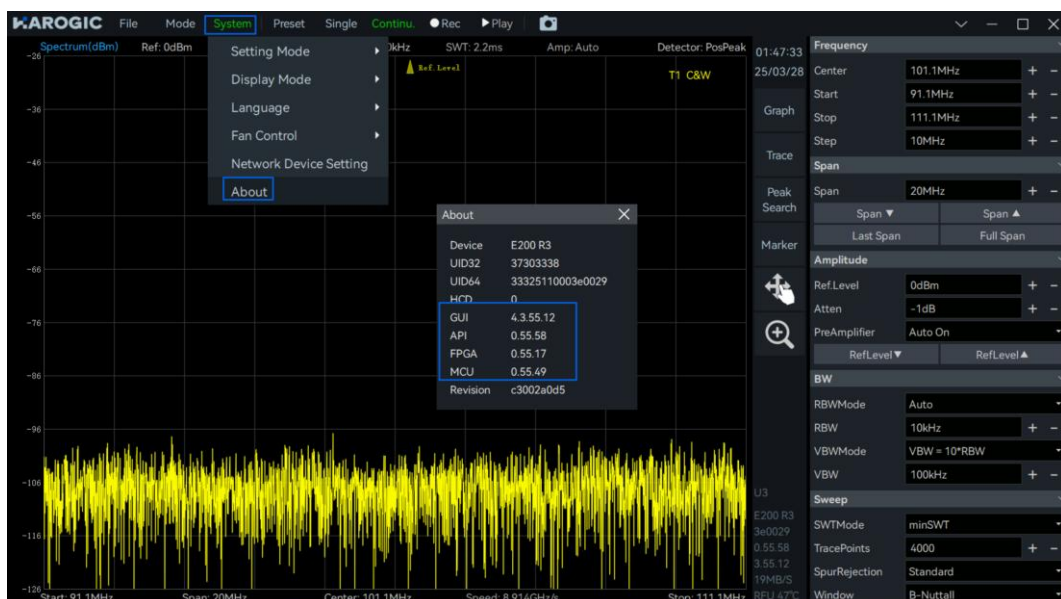 HAROGIC File Mode System Preset Single Continu. Rec Play
Spectrum(dBm) Ref: 0dBm kHz SWT: 2.2ms Amp: Auto Detector: PosPeak
Ref.Level
T1 C&W
-26
-36
-46
-56
-66
-76
-86
-96
-106
-116
-126
Start: 91.1MHz Span: 20MHz Center: 101.1MHz Speed: 8.914GHz/s Stop: 111.1MHz
Setting Mode
Display Mode
Language
Fan Control
Network Device Setting
About
About
Device E200 R3
UID32 37303338
UID64 33325110003e0029
HCD 0
GUI 4.3.55.12
API 0.55.58
FPGA 0.55.17
MCU 0.55.49
Revision c3002a0d5
01:47:33
25/03/28
Graph
Trace
Peak
Search
Marker
U3
E200 R3
3e0029
0.55.58
3.55.12
19MB/S
RFU 47℃
Frequency
Center 101.1MHz + -
Start 91.1MHz + -
Stop 111.1MHz + -
Step 10MHz + -
Span
Span 20MHz + -
Span ▼ Span ▲
Last Span Full Span
Amplitude
Ref.Level 0dBm + -
Atten -1dB + -
PreAmplifier Auto On
RefLevel▼ RefLevel▲
BW
RBWMode Auto
RBW 10kHz + -
VBWMode VBW = 10*RBW
VBW 100kHz + -
Sweep
SWTMode minSWT
TracePoints 4000 + -
SpurRejection Standard
Window B-Nuttall